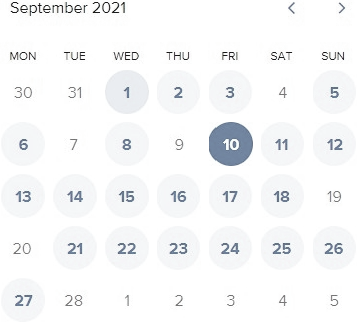 September 2021
MON TUE WED THU FRI SAT SUN
30 31 1 2 3 4 5
6 7 8 9 10 11 12
13 14 15 16 17 18 19
20 21 22 23 24 25 26
27 28 1 2 3 4 5